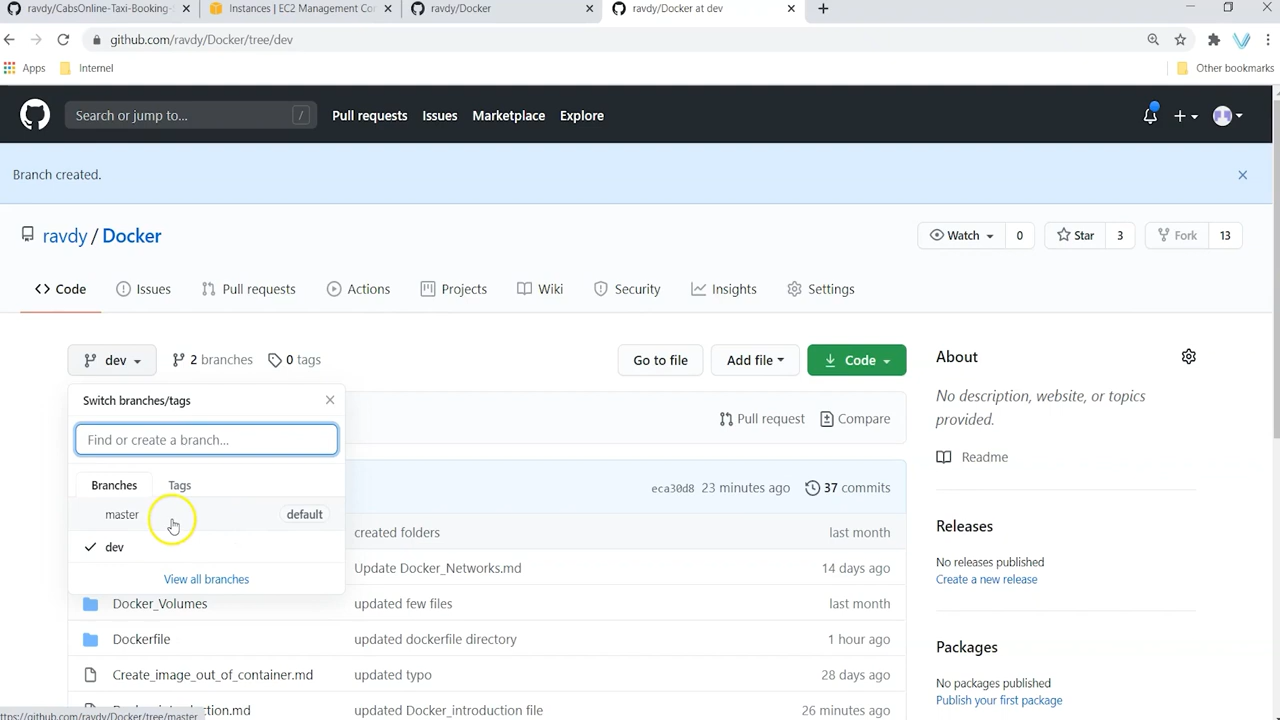 ravdy/CabsOnline-Taxi-Booking-
Instances | EC2 Management Con
ravdy/Docker
ravdy/Docker at dev
github.com/ravdy/Docker/tree/dev
Apps
Internet
Other bookmarks
Search or jump to...
/
Pull requests
Issues
Marketplace
Explore
Branch created.
ravdy / Docker
Watch
0
Star
3
Fork
13
Code
Issues
Pull requests
Actions
Projects
Wiki
Security
Insights
Settings
dev
2 branches
0 tags
Go to file
Add file
Code
About
Switch branches/tags
No description, website, or topics
provided.
Pull request
Compare
Find or create a branch...
Readme
Branches
Tags
eca30d8 23 minutes ago
37 commits
master
default
Releases
created folders
last month
dev
No releases published
Update Docker_Networks.md
14 days ago
View all branches
Create a new release
Docker_Volumes
updated few files
last month
Dockerfile
updated dockerfile directory
1 hour ago
Packages
Create_image_out_of_container.md
updated typo
28 days ago
No packages published
Publish your first package
updated Docker_introduction file
26 minutes ago
ttps://github.com/ravdy/Docker/tree/master